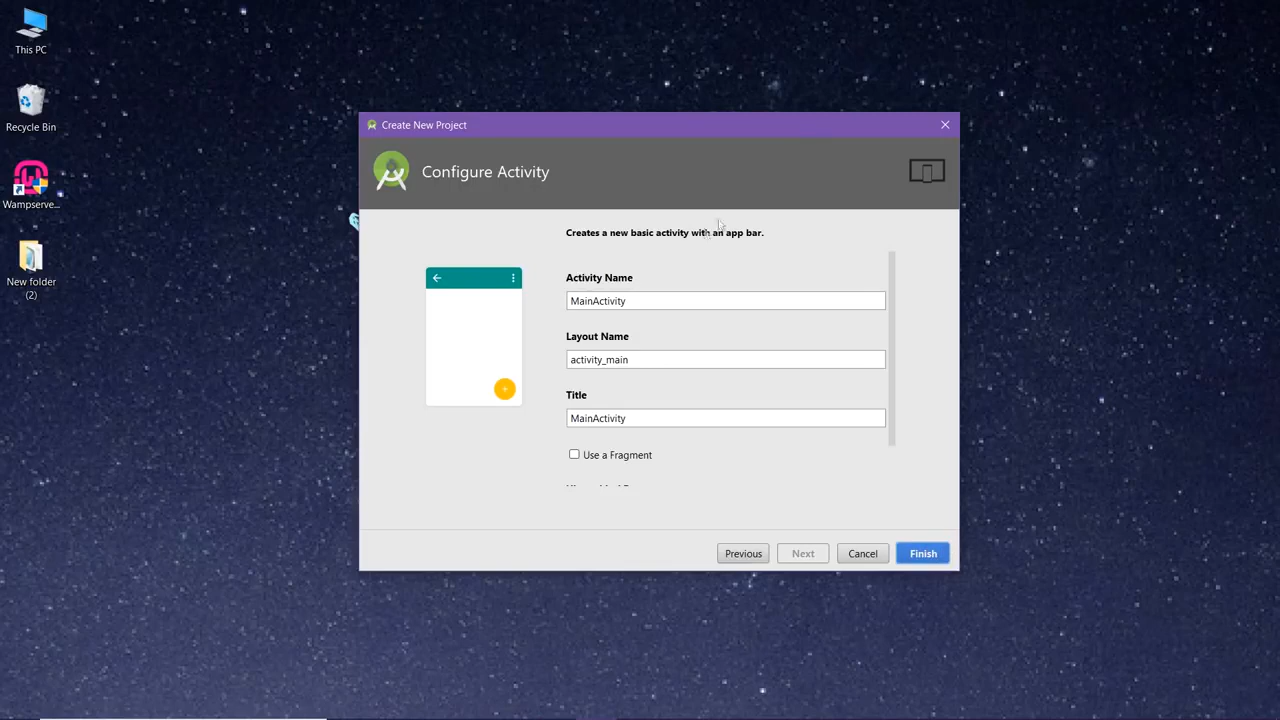 This PC
Recycle Bin
Wampserve...
New folder
(2)
Create New Project
Configure Activity
Creates a new basic activity with an app bar.
Activity Name
MainActivity
Layout Name
activity_main
Title
MainActivity
Use a Fragment
Previous
Next
Cancel
Finish